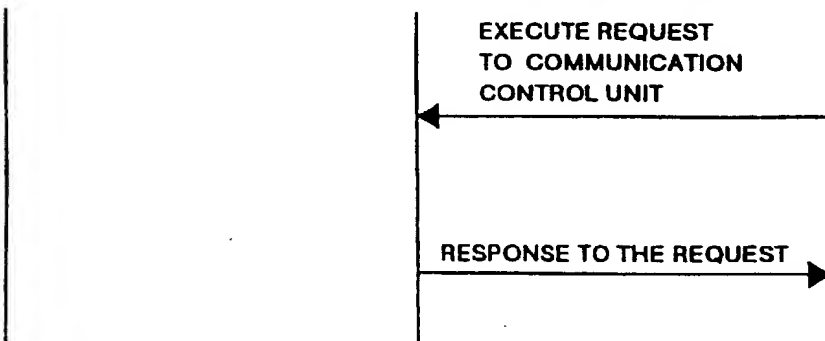 EXECUTE REQUEST
TO COMMUNICATION
CONTROL UNIT
RESPONSE TO THE REQUEST